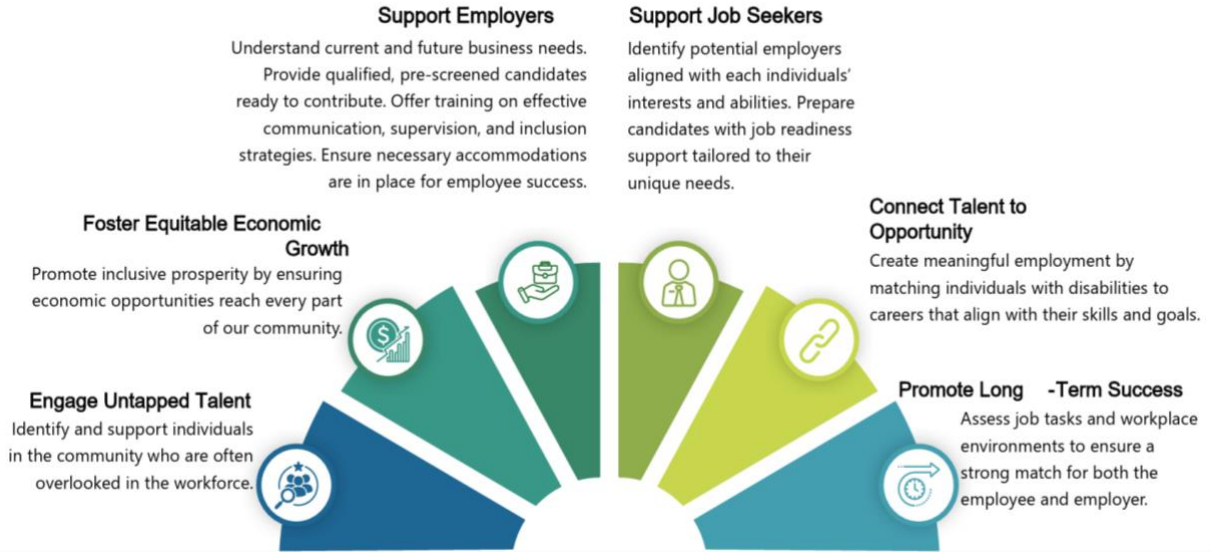 Support Employers
Understand current and future business needs.
Provide qualified, pre-screened candidates
ready to contribute. Offer training on effective
communication, supervision, and inclusion
strategies. Ensure necessary accommodations
are in place for employee success.
Support Job Seekers
Identify potential employers
aligned with each individuals’
interests and abilities. Prepare
candidates with job readiness
support tailored to their
unique needs.
Foster Equitable Economic
Growth
Promote inclusive prosperity by ensuring
economic opportunities reach every part
of our community.
Connect Talent to
Opportunity
Create meaningful employment by
matching individuals with disabilities to
careers that align with their skills and goals.
Engage Untapped Talent
Identify and support individuals
in the community who are often
overlooked in the workforce.
Promote Long -Term Success
Assess job tasks and workplace
environments to ensure a
strong match for both the
employee and employer.
$